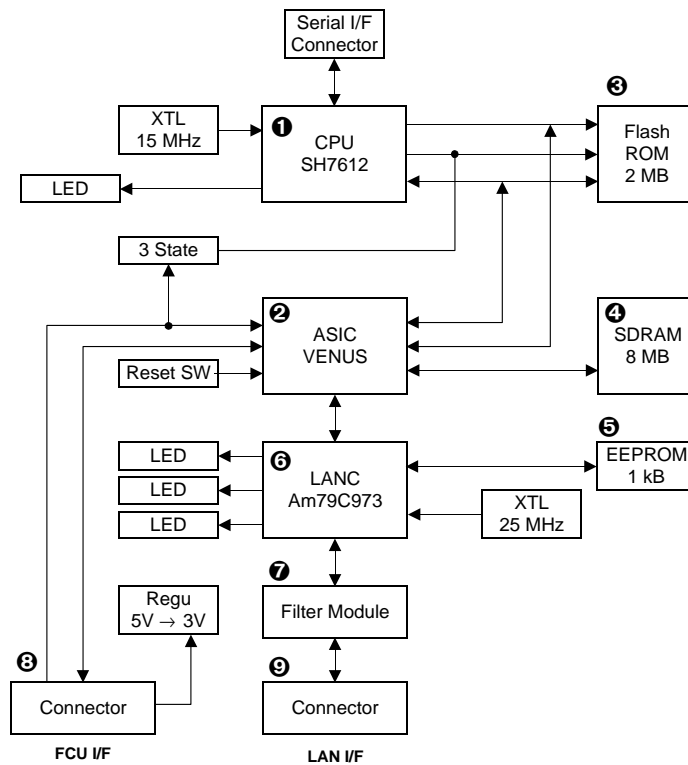 Serial I/F
Connector
XTL
15 MHz
❶
CPU
SH7612
❸
Flash
ROM
2 MB
LED
3 State
❷
ASIC
VENUS
❹
SDRAM
8 MB
Reset SW
LED
LED
LED
❻
LANC
Am79C973
❺
EEPROM
1 kB
XTL
25 MHz
❼
Filter Module
Regu
5V → 3V
❽
Connector
FCU I/F
❾
Connector
LAN I/F